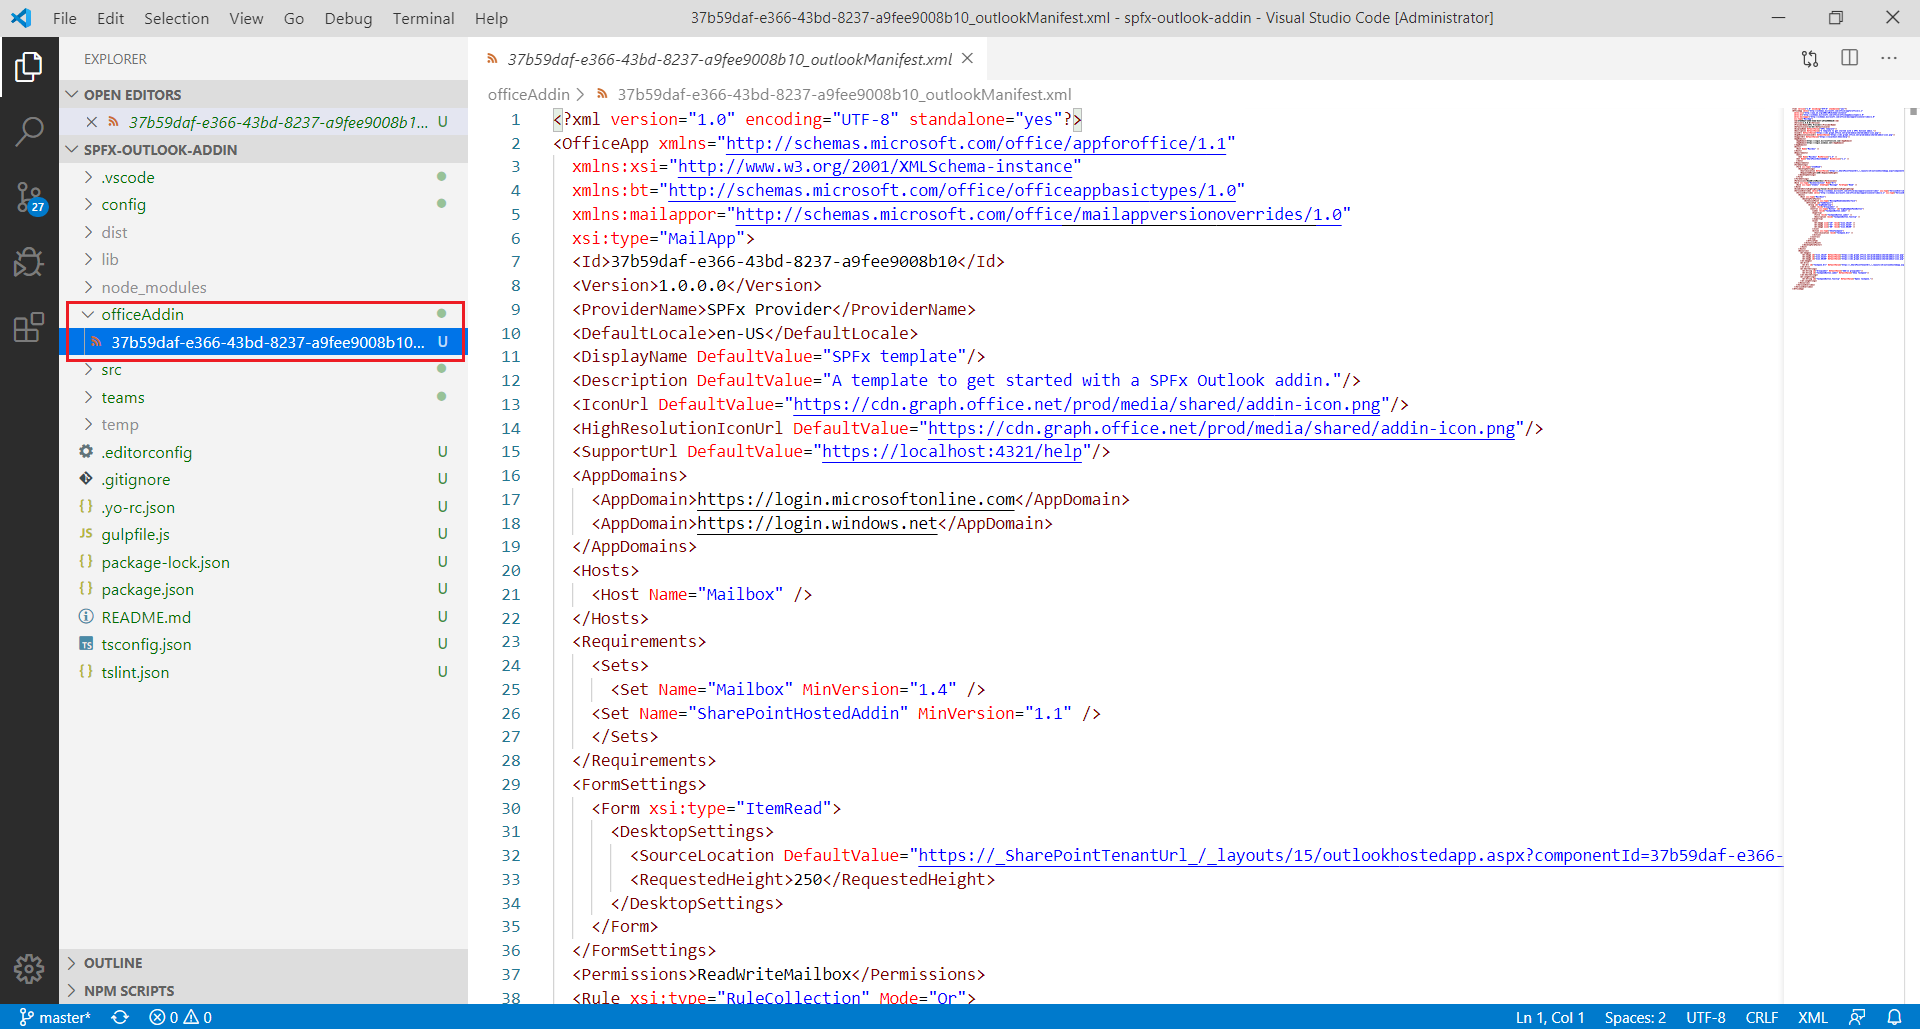 File Edit Selection View Go Debug Terminal Help
37b59daf-e366-43bd-8237-a9fee9008b10_outlookManifest.xml - spfx-outlook-addin - Visual Studio Code [Administrator]
EXPLORER
OPEN EDITORS
37b59daf-e366-43bd-8237-a9fee9008b1... U
SPFX-OUTLOOK-ADDIN
.vscode
config
dist
lib
node_modules
officeAddin
37b59daf-e366-43bd-8237-a9fee9008b10... U
src
teams
temp
.editorconfig U
.gitignore U
{} .yo-rc.json U
JS gulpfile.js U
{} package-lock.json U
{} package.json U
README.md U
TS tsconfig.json U
{} tslint.json U
OUTLINE
NPM SCRIPTS
27
37b59daf-e366-43bd-8237-a9fee9008b10_outlookManifest.xml
officeAddin > 37b59daf-e366-43bd-8237-a9fee9008b10_outlookManifest.xml
1 <?xml version="1.0" encoding="UTF-8" standalone="yes"?>
2 <OfficeApp xmlns="http://schemas.microsoft.com/office/appforoffice/1.1"
3 xmlns:xsi="http://www.w3.org/2001/XMLSchema-instance"
4 xmlns:bt="http://schemas.microsoft.com/office/officeappbasictypes/1.0"
5 xmlns:mailappor="http://schemas.microsoft.com/office/mailappversionoverrides/1.0"
6 xsi:type="MailApp">
7 <Id>37b59daf-e366-43bd-8237-a9fee9008b10</Id>
8 <Version>1.0.0.0</Version>
9 <ProviderName>SPFx Provider</ProviderName>
10 <DefaultLocale>en-US</DefaultLocale>
11 <DisplayName DefaultValue="SPFx template"/>
12 <Description DefaultValue="A template to get started with a SPFx Outlook addin."/>
13 <IconUrl DefaultValue="https://cdn.graph.office.net/prod/media/shared/addin-icon.png"/>
14 <HighResolutionIconUrl DefaultValue="https://cdn.graph.office.net/prod/media/shared/addin-icon.png"/>
15 <SupportUrl DefaultValue="https://localhost:4321/help"/>
16 <AppDomains>
17 <AppDomain>https://login.microsoftonline.com</AppDomain>
18 <AppDomain>https://login.windows.net</AppDomain>
19 </AppDomains>
20 <Hosts>
21 <Host Name="Mailbox" />
22 </Hosts>
23 <Requirements>
24 <Sets>
25 <Set Name="Mailbox" MinVersion="1.4" />
26 <Set Name="SharePointHostedAddin" MinVersion="1.1" />
27 </Sets>
28 </Requirements>
29 <FormSettings>
30 <Form xsi:type="ItemRead">
31 <DesktopSettings>
32 <SourceLocation DefaultValue="https://_SharePointTenantUrl_/_layouts/15/outlookhostedapp.aspx?componentId=37b59daf-e366-
33 <RequestedHeight>250</RequestedHeight>
34 </DesktopSettings>
35 </Form>
36 </FormSettings>
37 <Permissions>ReadWriteMailbox</Permissions>
38 <Rule xsi:type="RuleCollection" Mode="Or">
master* 0 0 Ln 1, Col 1 Spaces: 2 UTF-8 CRLF XML